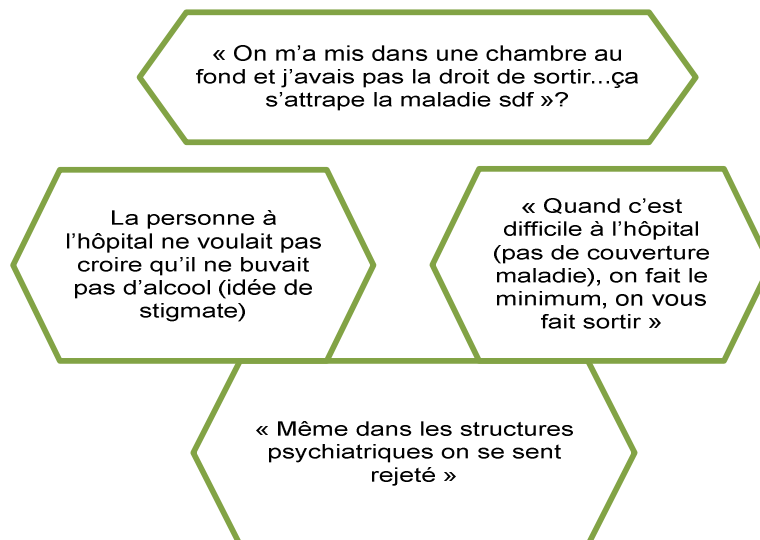 « On m’a mis dans une chambre au
fond et j’avais pas la droit de sortir...ça
s’attrape la maladie sdf »?
La personne à
l’hôpital ne voulait pas
croire qu’il ne buvait
pas d’alcool (idée de
stigmate)
« Quand c’est
difficile à l’hôpital
(pas de couverture
maladie), on fait le
minimum, on vous
fait sortir »
« Même dans les structures
psychiatriques on se sent
rejeté »